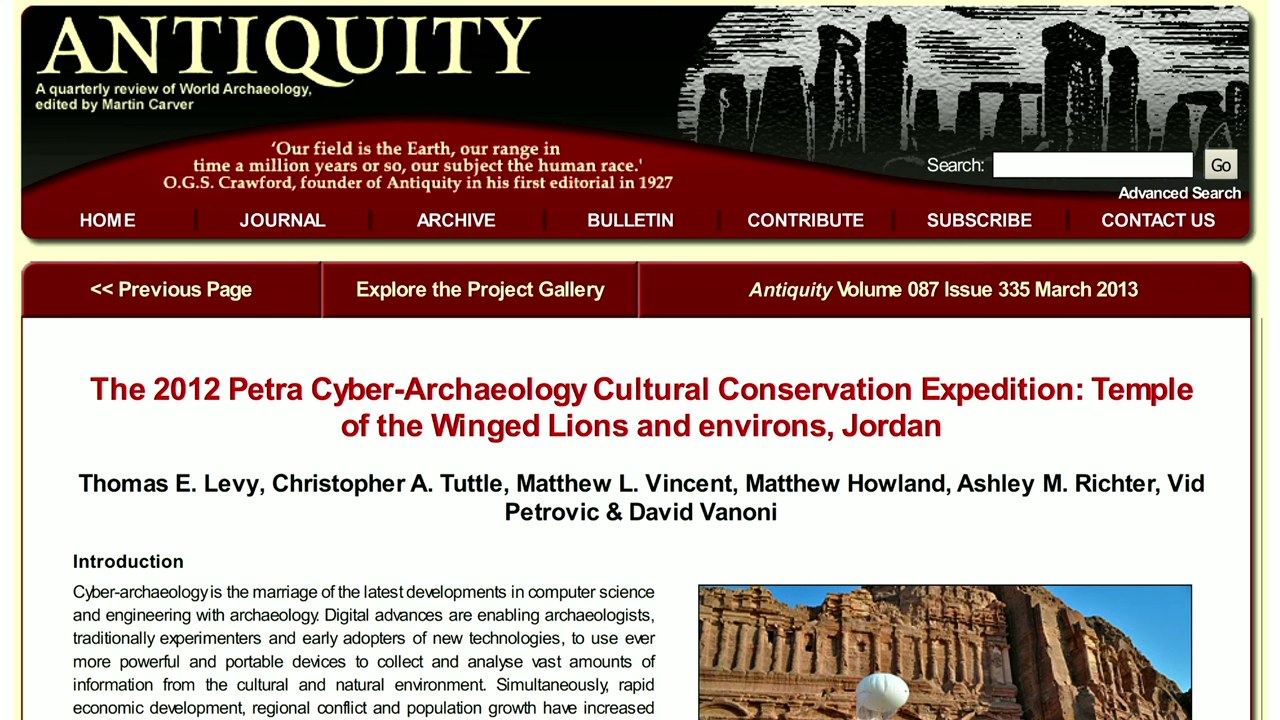 ANTIQUITY
A quarterly review of World Archaeology,
edited by Martin Carver
‘Our field is the Earth, our range in
time a million years or so, our subject the human race.'
O.G.S. Crawford, founder of Antiquity in his first editorial in 1927
Search: Go
Advanced Search
HOME JOURNAL ARCHIVE BULLETIN CONTRIBUTE SUBSCRIBE CONTACT US
<< Previous Page Explore the Project Gallery Antiquity Volume 087 Issue 335 March 2013
The 2012 Petra Cyber-Archaeology Cultural Conservation Expedition: Temple
of the Winged Lions and environs, Jordan
Thomas E. Levy, Christopher A. Tuttle, Matthew L. Vincent, Matthew Howland, Ashley M. Richter, Vid
Petrovic & David Vanoni
Introduction
Cyber-archaeology is the marriage of the latest developments in computer science
and engineering with archaeology. Digital advances are enabling archaeologists,
traditionally experimenters and early adopters of new technologies, to use ever
more powerful and portable devices to collect and analyse vast amounts of
information from the cultural and natural environment. Simultaneously, rapid
economic development, regional conflict and population growth have increased